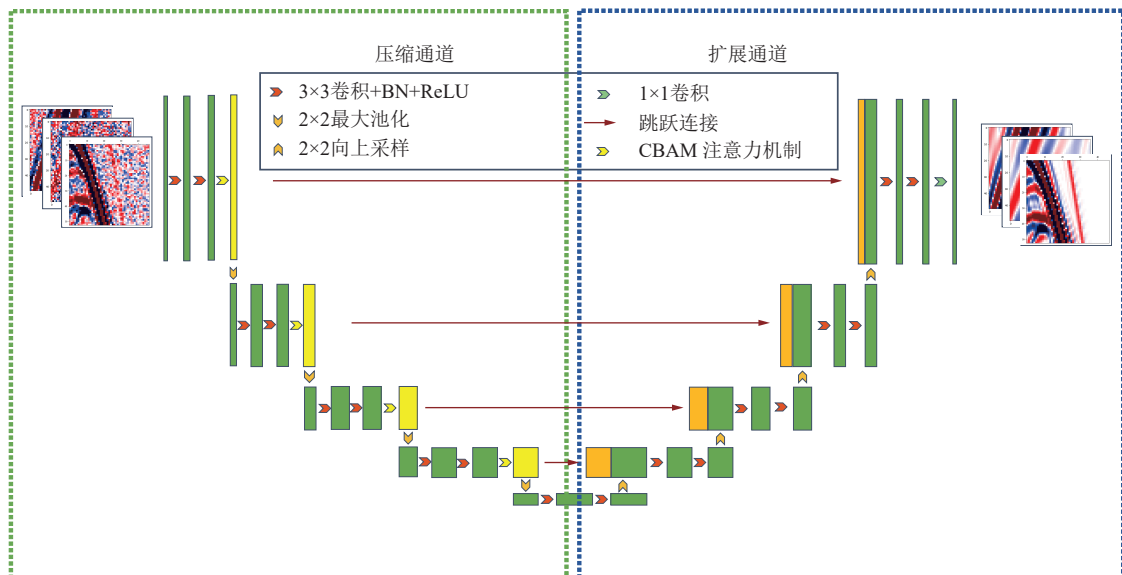 压缩通道
扩展通道
3×3卷积+BN+ReLU
2×2最大池化
2×2向上采样
1×1卷积
跳跃连接
CBAM 注意力机制